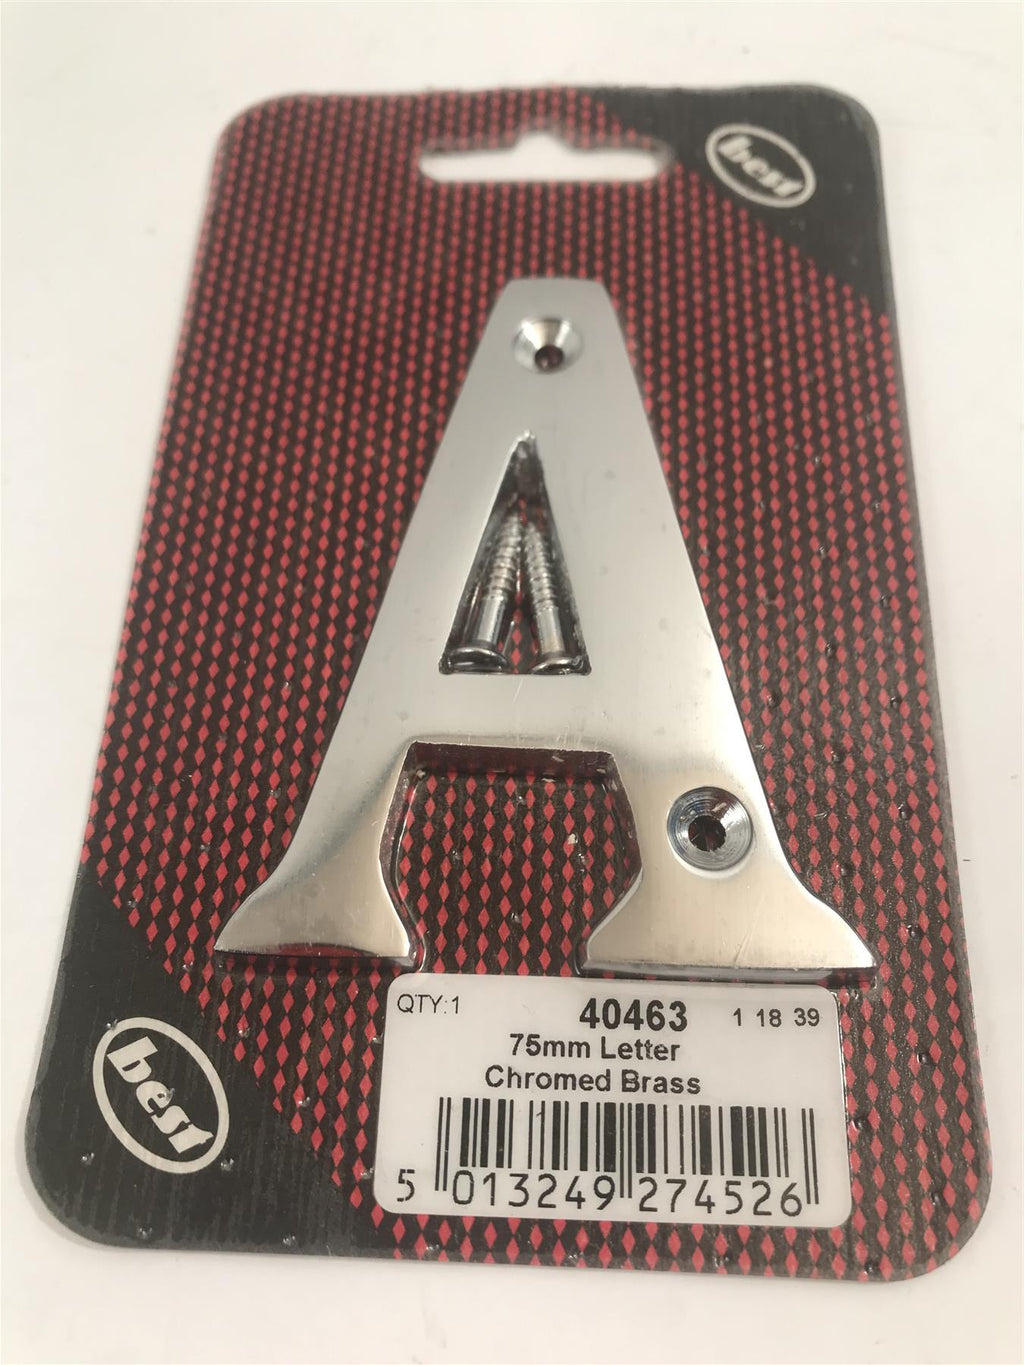 best
A
QTY:1 40463 1 18 39
75mm Letter
Chromed Brass
5 013249 274526
best